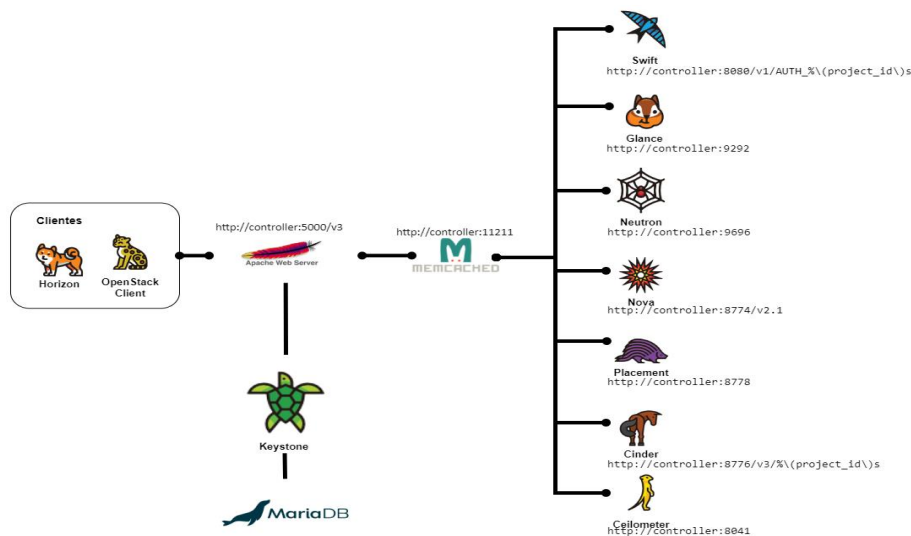 Clientes
Horizon
OpenStack
Client
http://controller:5000/v3
Apache Web Server
Keystone
MariaDB
http://controller:11211
MEMCACHED
Swift
http://controller:8080/v1/AUTH_%\(project_id\)s
Glance
http://controller:9292
Neutron
http://controller:9696
Nova
http://controller:8774/v2.1
Placement
http://controller:8778
Cinder
http://controller:8776/v3/%\(project_id\)s
Ceilometer
http://controller:8041